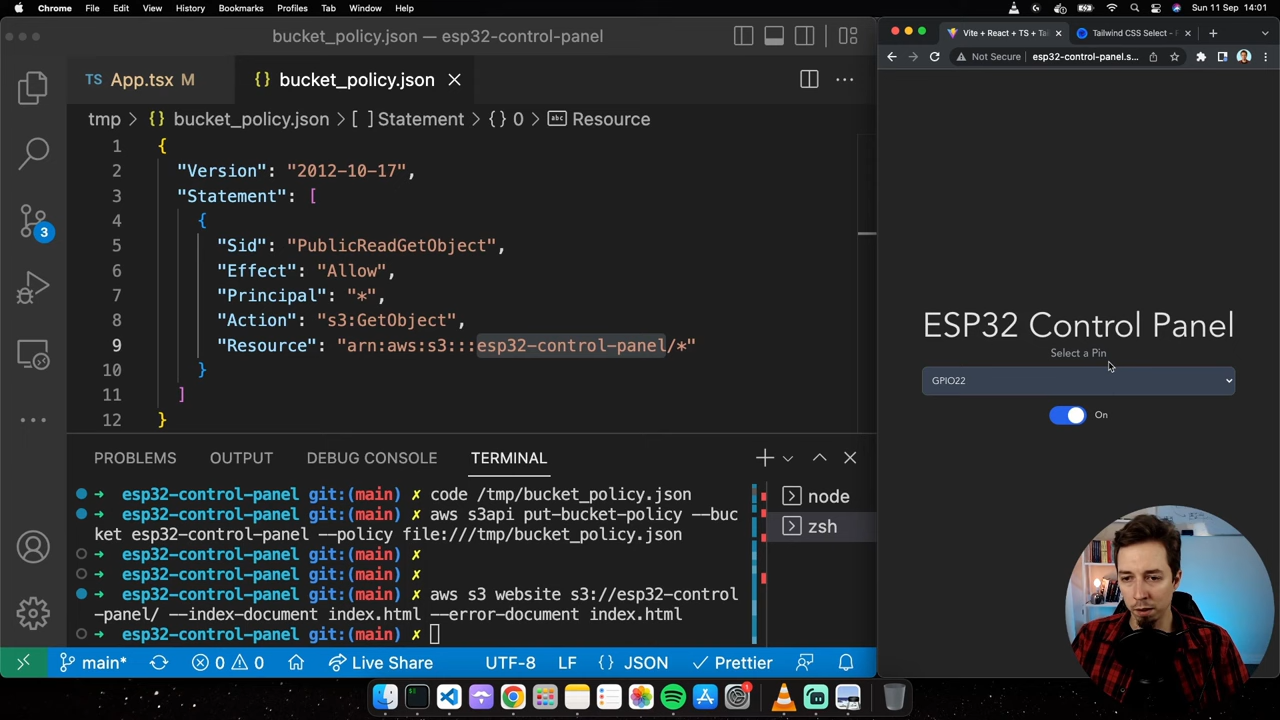 Chrome File Edit View History Bookmarks Profiles Tab Window Help
Sun 11 Sep 14:01
bucket_policy.json — esp32-control-panel
TS App.tsx M
{} bucket_policy.json
tmp > {} bucket_policy.json > [ ] Statement > {} 0 > abc Resource
1 {
2 "Version": "2012-10-17",
3 "Statement": [
4 {
5 "Sid": "PublicReadGetObject",
6 "Effect": "Allow",
7 "Principal": "*",
8 "Action": "s3:GetObject",
9 "Resource": "arn:aws:s3:::esp32-control-panel/*"
10 }
11 ]
12 }
3
PROBLEMS OUTPUT DEBUG CONSOLE TERMINAL
➜ esp32-control-panel git:(main) ✗ code /tmp/bucket_policy.json
➜ esp32-control-panel git:(main) ✗ aws s3api put-bucket-policy --buc
ket esp32-control-panel --policy file:///tmp/bucket_policy.json
➜ esp32-control-panel git:(main) ✗
➜ esp32-control-panel git:(main) ✗
➜ esp32-control-panel git:(main) ✗ aws s3 website s3://esp32-control
-panel/ --index-document index.html --error-document index.html
➜ esp32-control-panel git:(main) ✗
node
zsh
main* 0 0 Live Share UTF-8 LF {} JSON Prettier
Vite + React + TS + Tai
Tailwind CSS Select -
Not Secure esp32-control-panel.s...
ESP32 Control Panel
Select a Pin
GPIO22
On
1